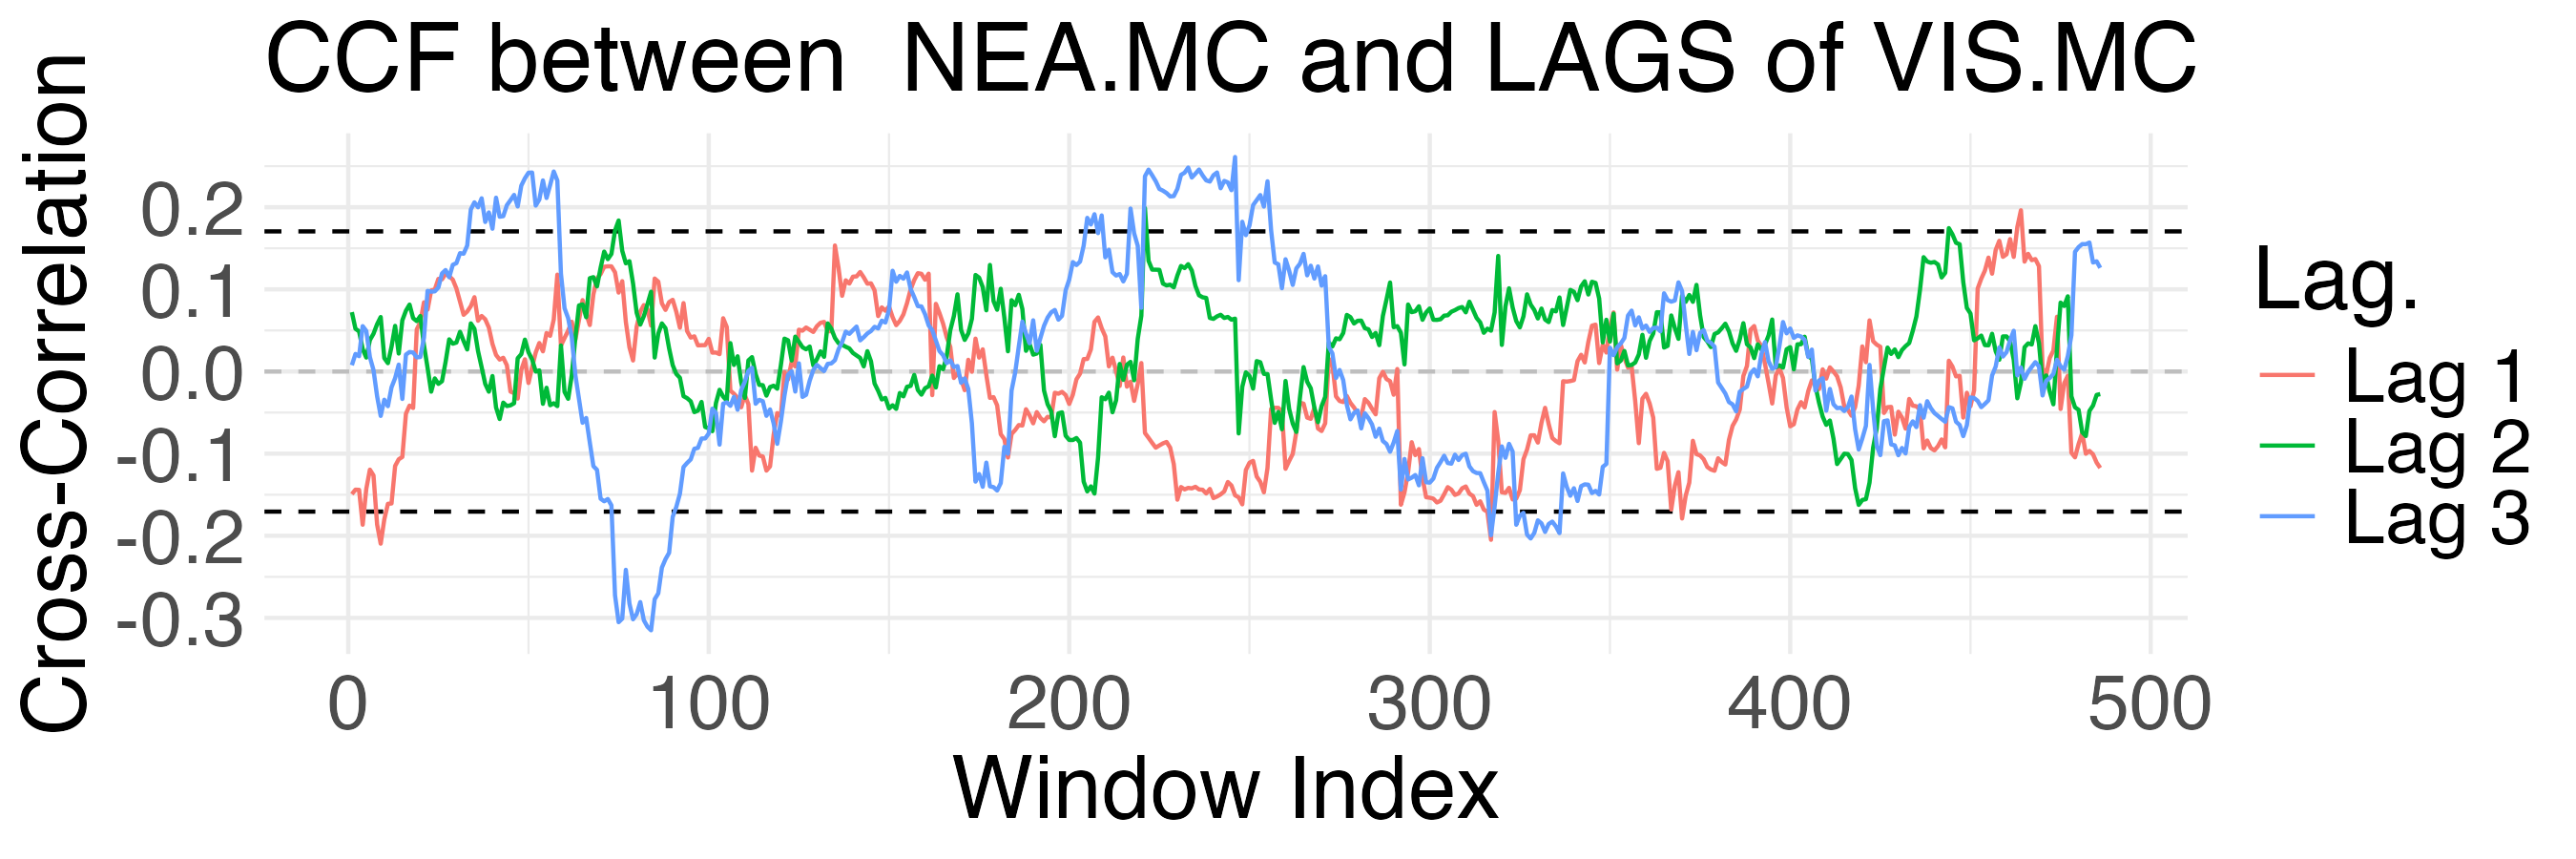 CCF between  NEA.MC and LAGS of VIS.MC
Cross-Correlation
0.2
0.1
0.0
-0.1
-0.2
-0.3
0 100 200 300 400 500
Window Index
Lag.
Lag 1
Lag 2
Lag 3